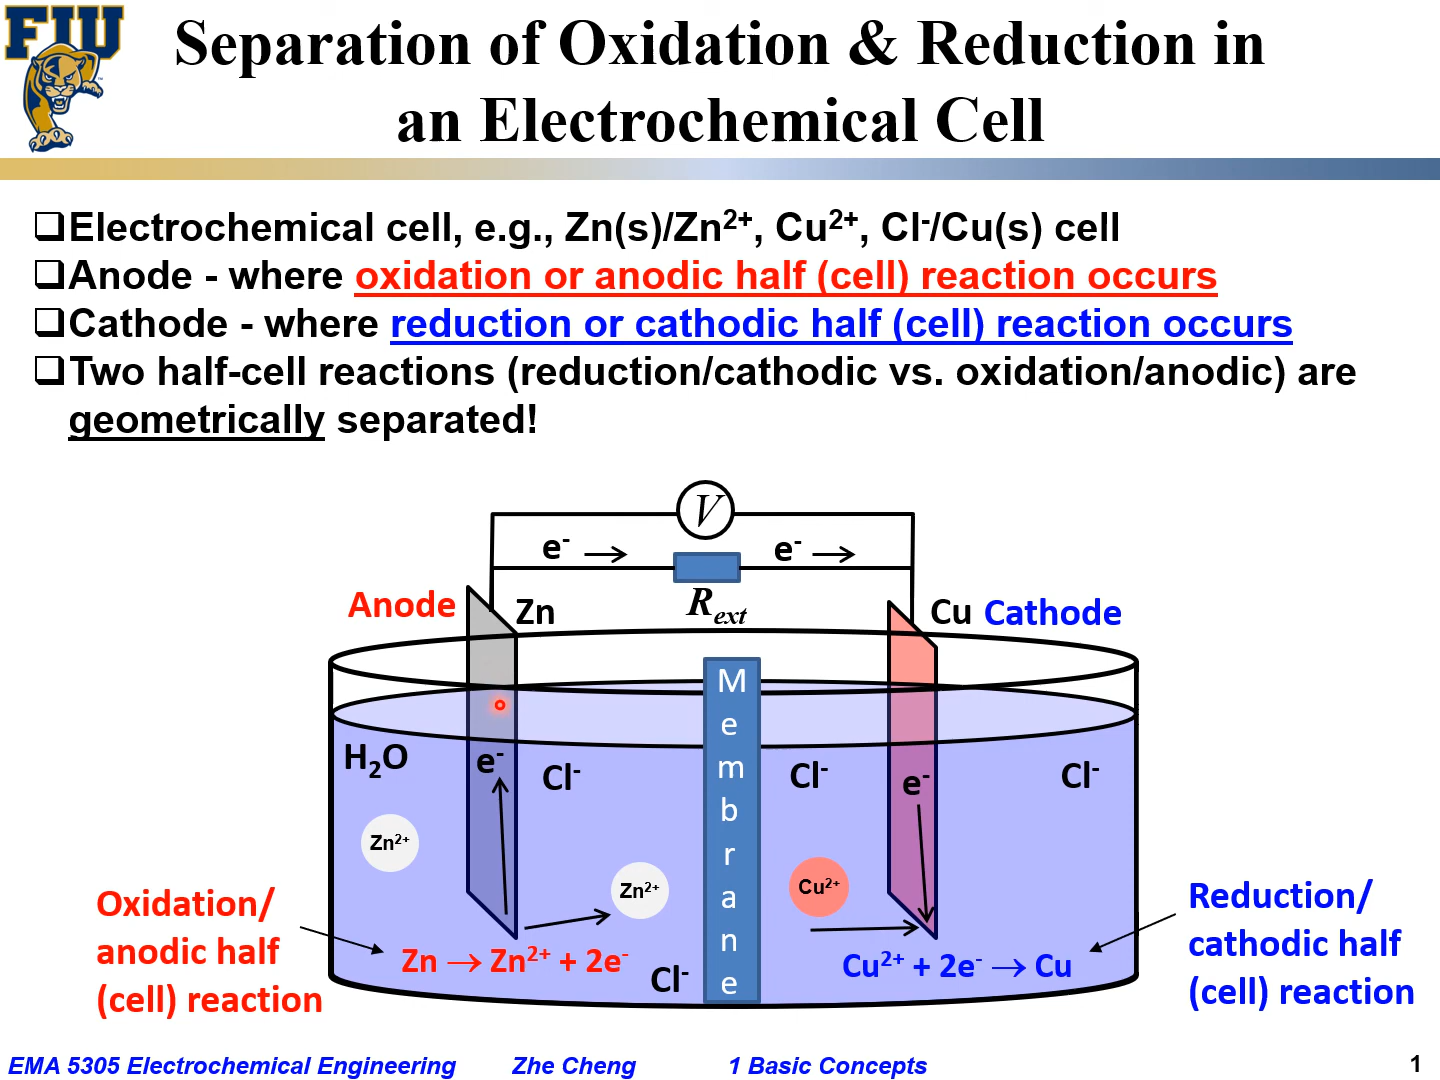 FIU
Separation of Oxidation & Reduction in
an Electrochemical Cell
❑Electrochemical cell, e.g., Zn(s)/Zn²⁺, Cu²⁺, Cl⁻/Cu(s) cell
❑Anode - where oxidation or anodic half (cell) reaction occurs
❑Cathode - where reduction or cathodic half (cell) reaction occurs
❑Two half-cell reactions (reduction/cathodic vs. oxidation/anodic) are
geometrically separated!
V
e⁻ → e⁻ →
Anode Zn
R_ext
Cu Cathode
Membrane
H₂O
e⁻
Cl⁻
Cl⁻
e⁻
Cl⁻
Zn²⁺
Zn²⁺
Cu²⁺
Oxidation/
anodic half
(cell) reaction
Zn → Zn²⁺ + 2e⁻
Cl⁻
Cu²⁺ + 2e⁻ → Cu
Reduction/
cathodic half
(cell) reaction
EMA 5305 Electrochemical Engineering Zhe Cheng 1 Basic Concepts 1